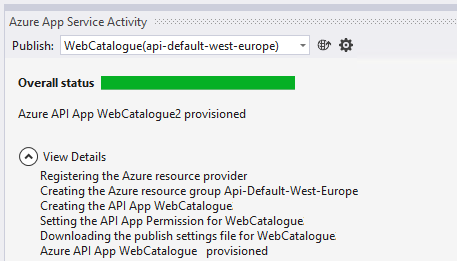 Azure App Service Activity
Publish: WebCatalogue(api-default-west-europe)
Overall status
Azure API App WebCatalogue2 provisioned
View Details
Registering the Azure resource provider
Creating the Azure resource group Api-Default-West-Europe
Creating the API App WebCatalogue
Setting the API App Permission for WebCatalogue
Downloading the publish settings file for WebCatalogue
Azure API App WebCatalogue provisioned